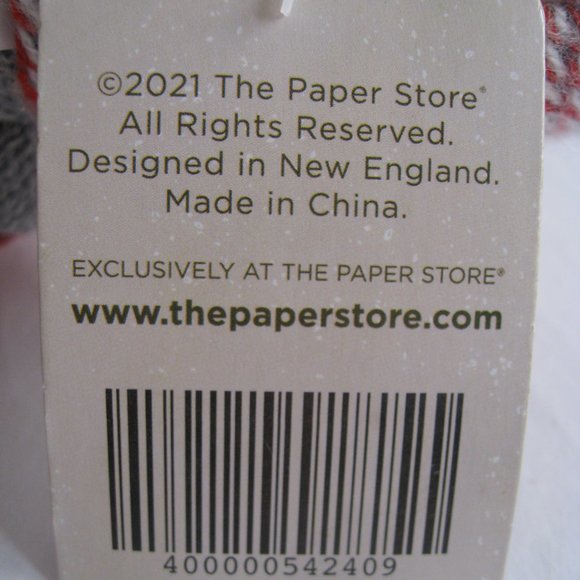 ©2021 The Paper Store®
All Rights Reserved.
Designed in New England.
Made in China.
EXCLUSIVELY AT THE PAPER STORE®
www.thepaperstore.com
400000542409